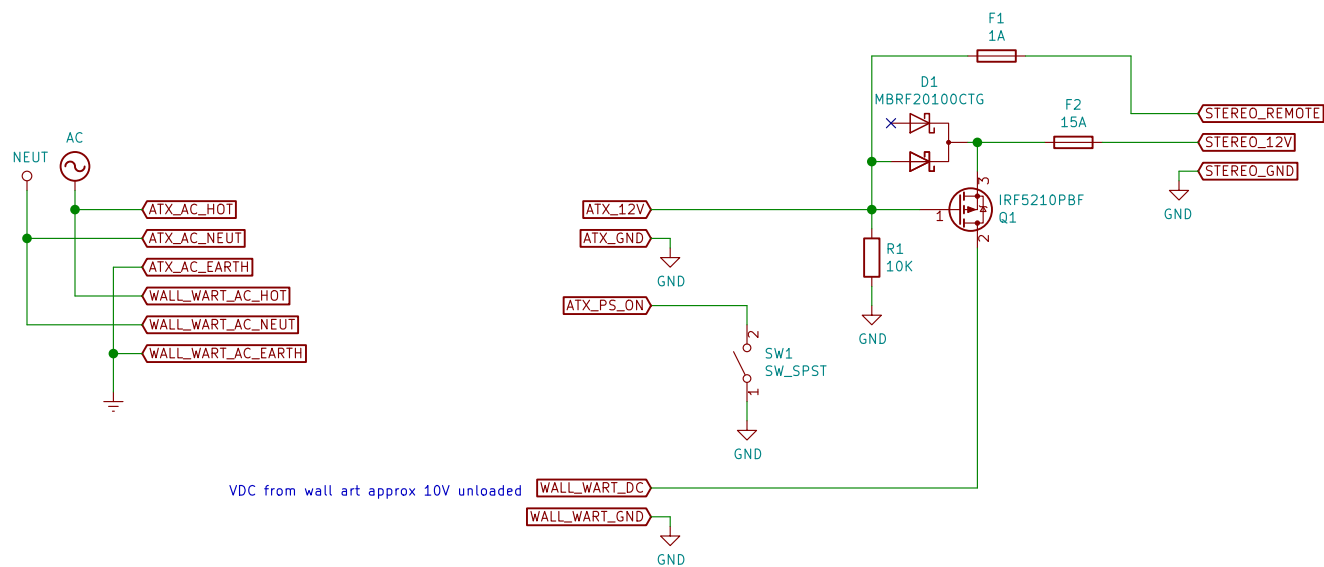 F1
1A
D1
MBRF20100CTG
F2
15A
STEREO_REMOTE
STEREO_12V
STEREO_GND
GND
AC
NEUT
ATX_AC_HOT
ATX_AC_NEUT
ATX_AC_EARTH
WALL_WART_AC_HOT
WALL_WART_AC_NEUT
WALL_WART_AC_EARTH
ATX_12V
ATX_GND
GND
3
1
2
IRF5210PBF
Q1
R1
10K
GND
ATX_PS_ON
2
SW1
SW_SPST
1
GND
VDC from wall art approx 10V unloaded
WALL_WART_DC
WALL_WART_GND
GND